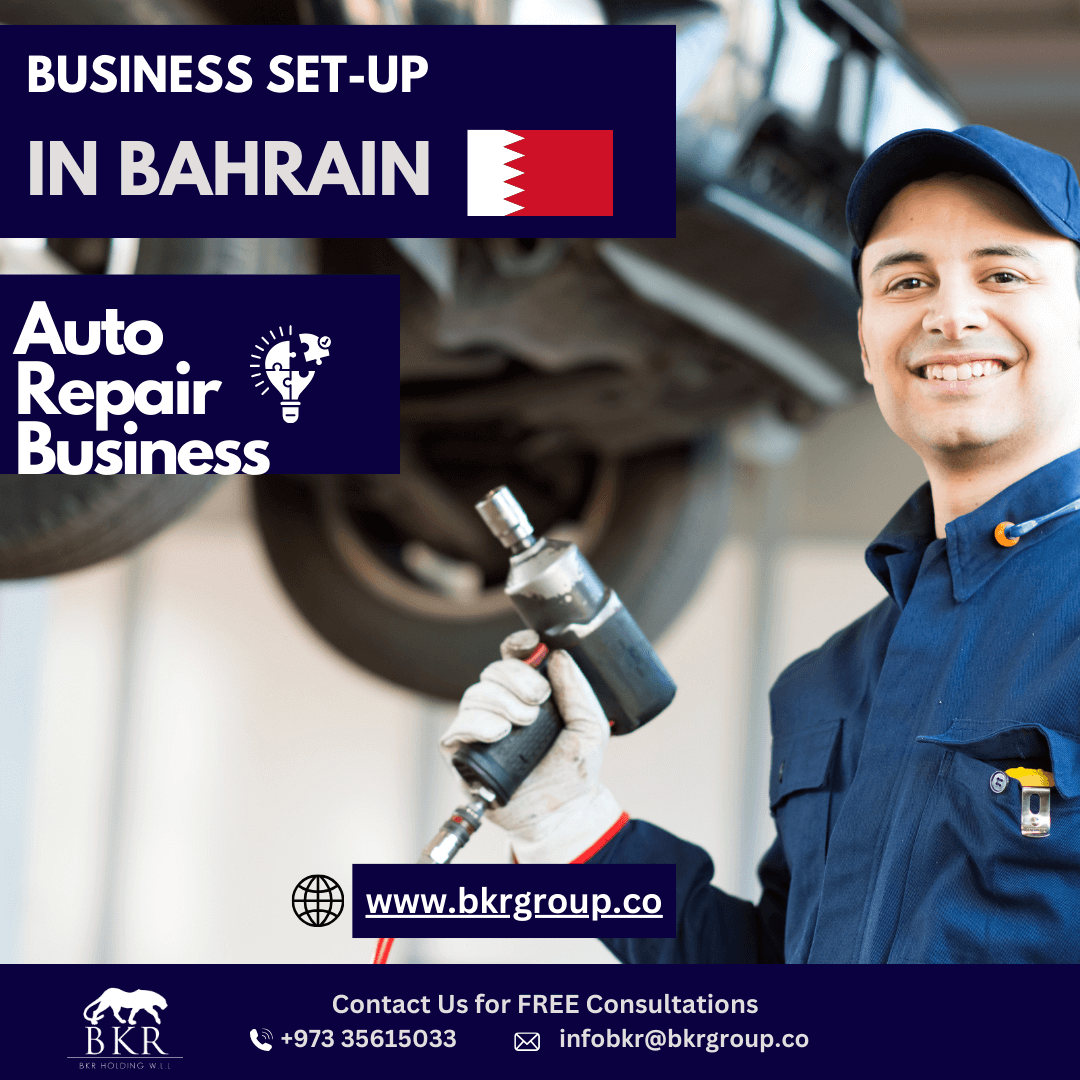 BUSINESS SET-UP
IN BAHRAIN
Auto
Repair
Business
www.bkrgroup.co
Contact Us for FREE Consultations
+973 35615033
infobkr@bkrgroup.co
BKR
BKR HOLDING W.L.L